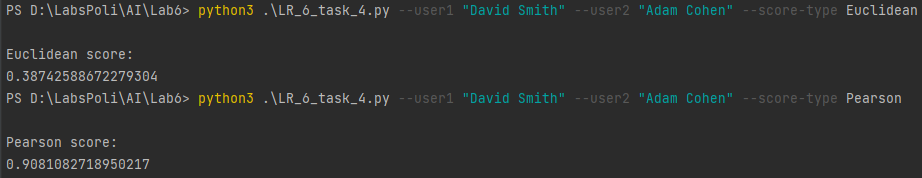 PS D:\LabsPoli\AI\Lab6> python3 .\LR_6_task_4.py --user1 "David Smith" --user2 "Adam Cohen" --score-type Euclidean
Euclidean score:
0.38742588672279304
PS D:\LabsPoli\AI\Lab6> python3 .\LR_6_task_4.py --user1 "David Smith" --user2 "Adam Cohen" --score-type Pearson
Pearson score:
0.9081082718950217